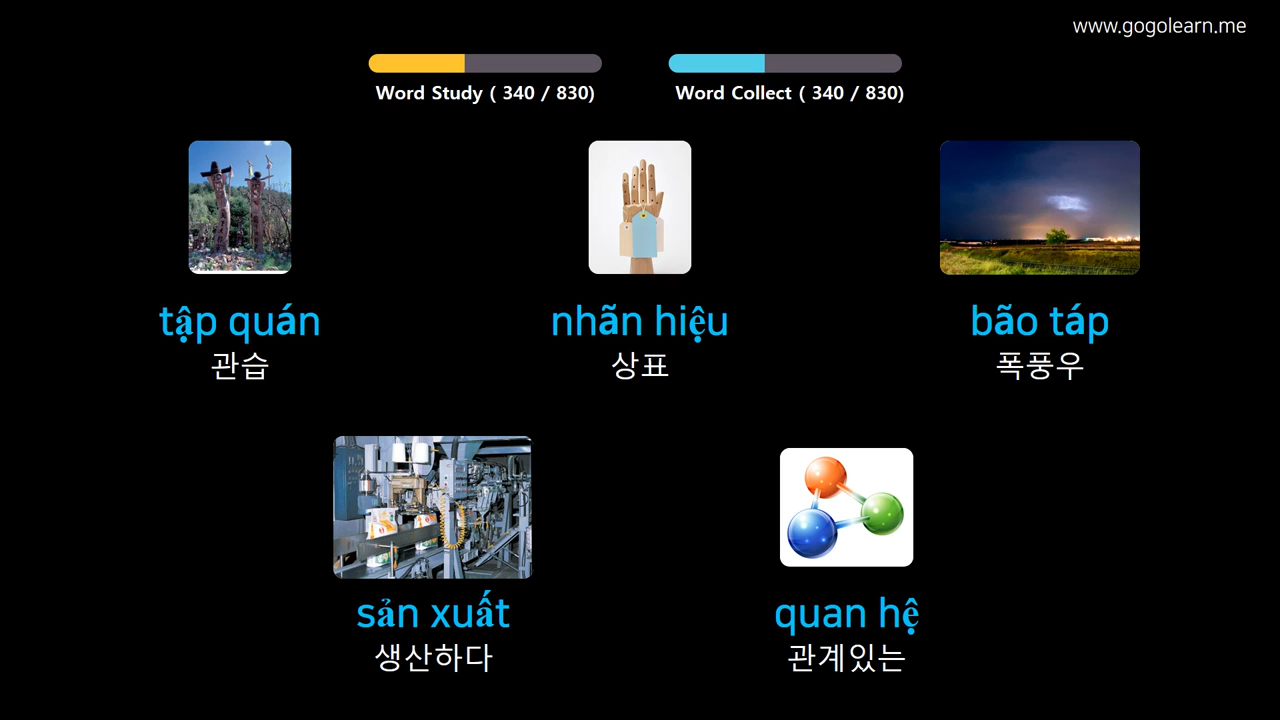 www.gogolearn.me
Word Study ( 340 / 830)
Word Collect ( 340 / 830)
tập quán
관습
nhãn hiệu
상표
bão táp
폭풍우
sản xuất
생산하다
quan hệ
관계있는